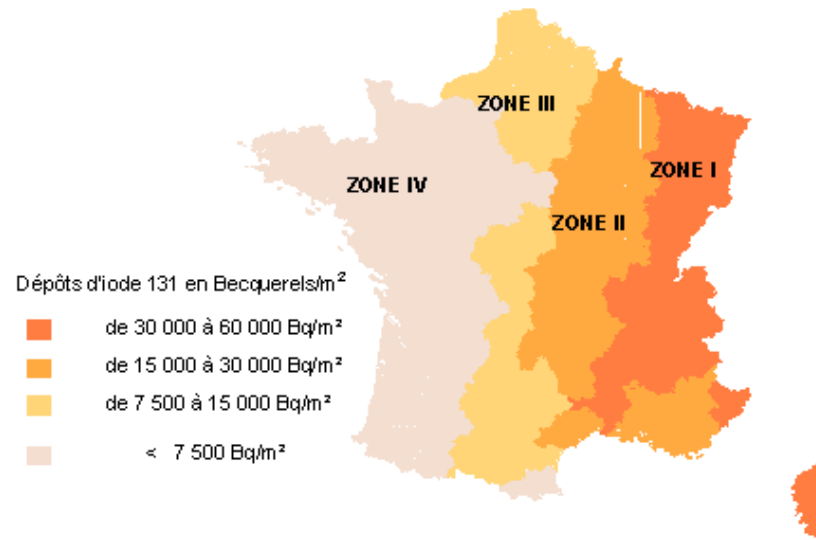 ZONE III
ZONE I
ZONE IV
ZONE II
Dépôts d'iode 131 en Becquerels/m²
de 30 000 à 60 000 Bq/m²
de 15 000 à 30 000 Bq/m²
de 7 500 à 15 000 Bq/m²
< 7 500 Bq/m²